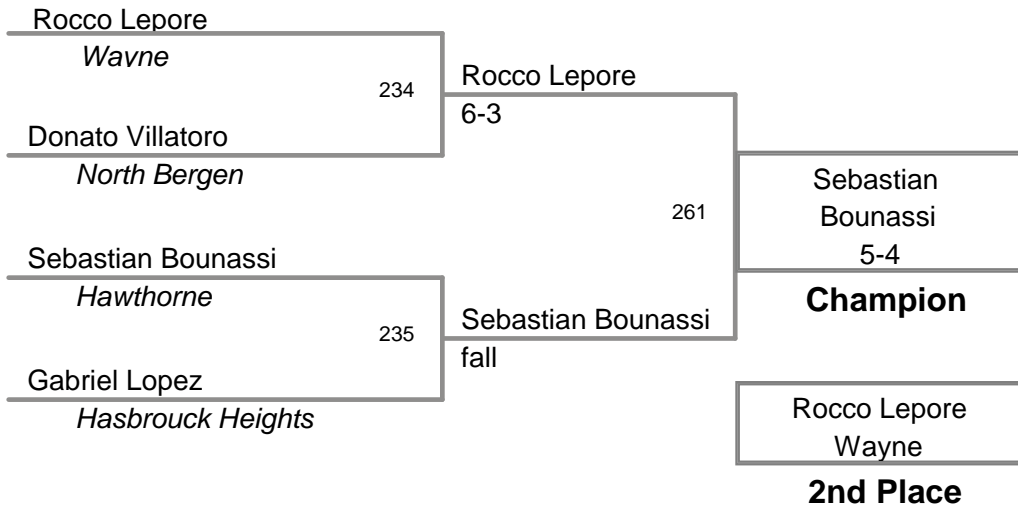 Rocco Lepore
Wayne
234
Donato Villatoro
North Bergen
Rocco Lepore
6-3
Sebastian Bounassi
Hawthorne
235
Gabriel Lopez
Hasbrouck Heights
Sebastian Bounassi
fall
261
Sebastian
Bounassi
5-4
Champion
Rocco Lepore
Wayne
2nd Place